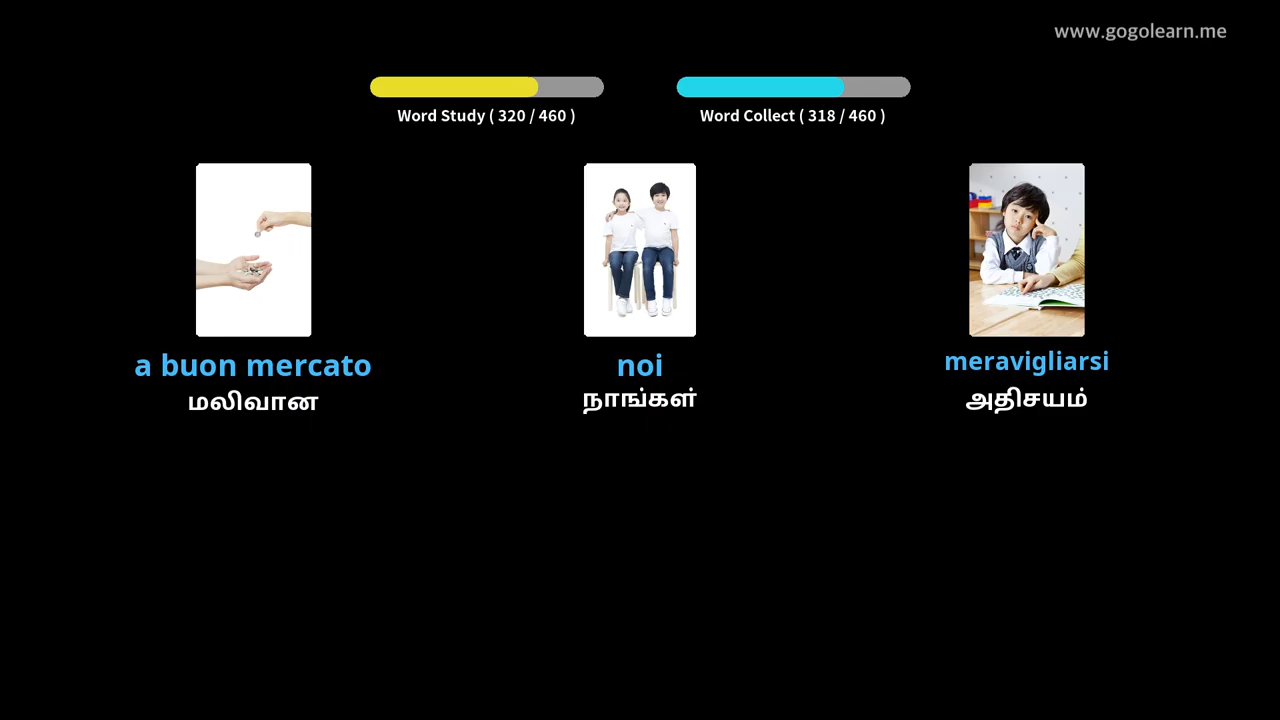 www.gogolearn.me
Word Study ( 320 / 460 )
Word Collect ( 318 / 460 )
a buon mercato
மலிவான
noi
நாங்கள்
meravigliarsi
அதிசயம்